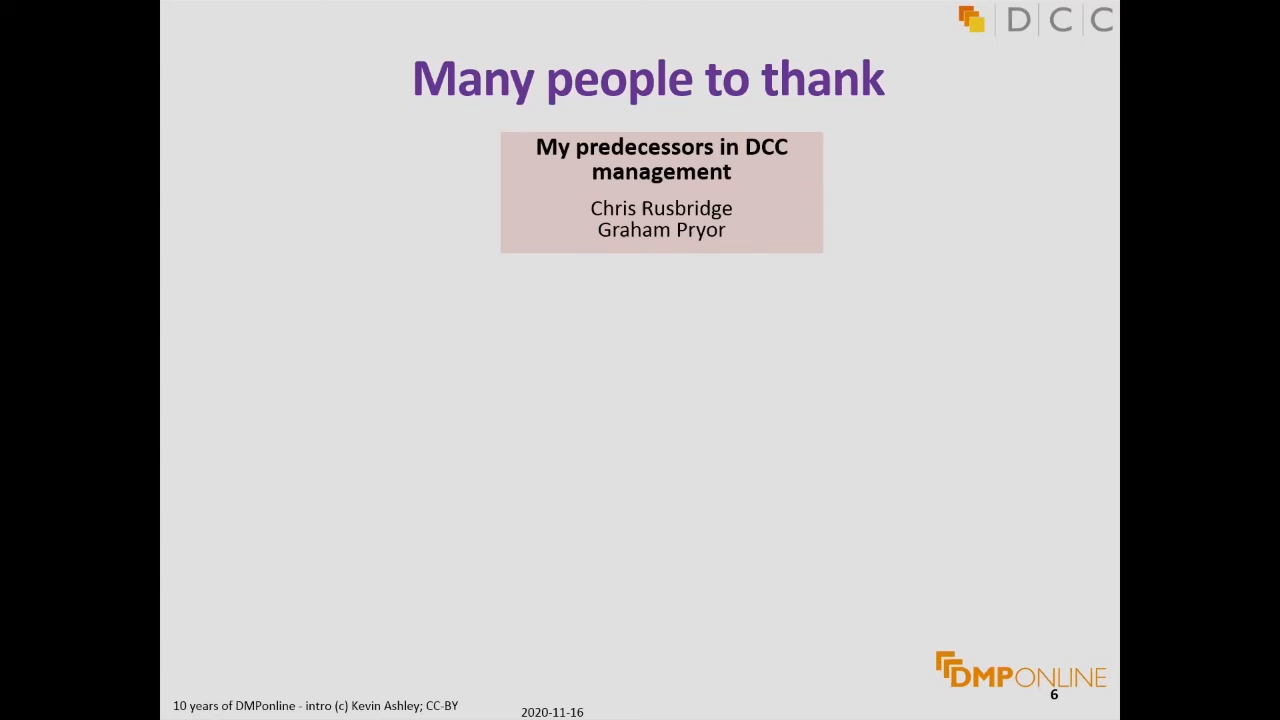 D C C
Many people to thank
My predecessors in DCC
management
Chris Rusbridge
Graham Pryor
DMPONLINE
6
10 years of DMPonline - intro (c) Kevin Ashley; CC-BY
2020-11-16